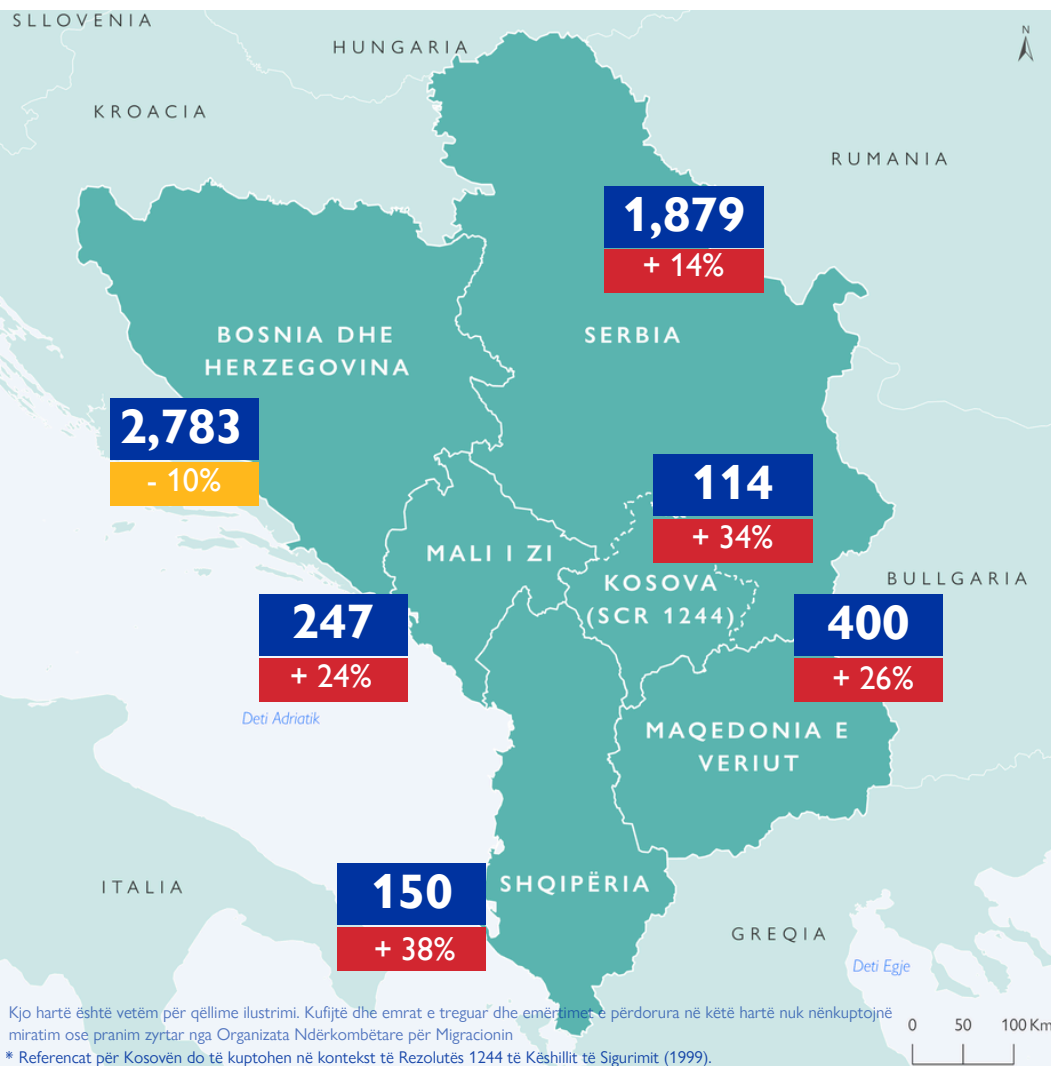 SLLOVENIA
HUNGARIA
N
KROACIA
RUMANIA
1,879
+ 14%
BOSNIA DHE
HERZEGOVINA
SERBIA
2,783
- 10%
114
+ 34%
MALI I ZI
KOSOVA
(SCR 1244)
BULLGARIA
247
+ 24%
400
+ 26%
Deti Adriatik
MAQEDONIA E
VERIUT
ITALIA
150
+ 38%
SHQIPËRIA
GREQIA
Deti Egje
Kjo hartë është vetëm për qëllime ilustrimi. Kufijtë dhe emrat e treguar dhe emërtimet e përdorura në këtë hartë nuk nënkuptojnë
miratim ose pranim zyrtar nga Organizata Ndërkombëtare për Migracionin
0 50 100 Km
* Referencat për Kosovën do të kuptohen në kontekst të Rezolutës 1244 të Këshillit të Sigurimit (1999).